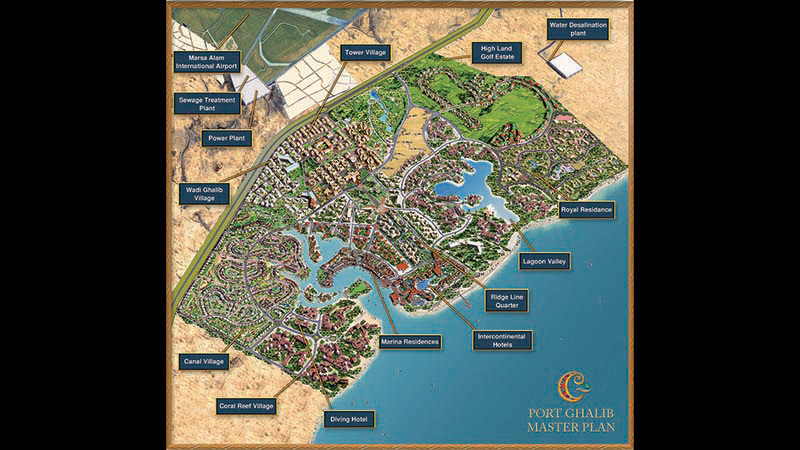 Water Desalination
plant
Tower Village
High Land
Golf Estate
Marsa Alam
International Airport
Sewage Treatment
Plant
Power Plant
Wadi Ghalib
Village
Royal Residance
Lagoon Valley
Ridge Line
Quarter
Marina Residences
Intercontinental
Hotels
Canal Village
Coral Reef Village
Diving Hotel
PORT GHALIB
MASTER PLAN